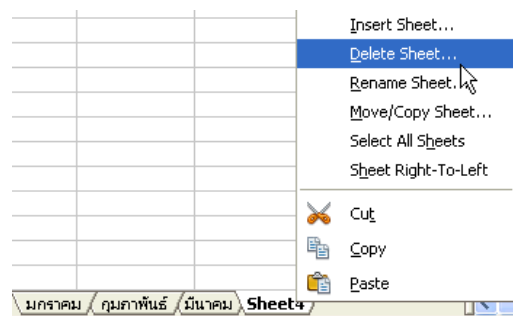 Insert Sheet...
Delete Sheet...
Rename Sheet...
Move/Copy Sheet...
Select All Sheets
Sheet Right-To-Left
Cut
Copy
Paste
มกราคม กุมภาพันธ์ มีนาคม Sheet4